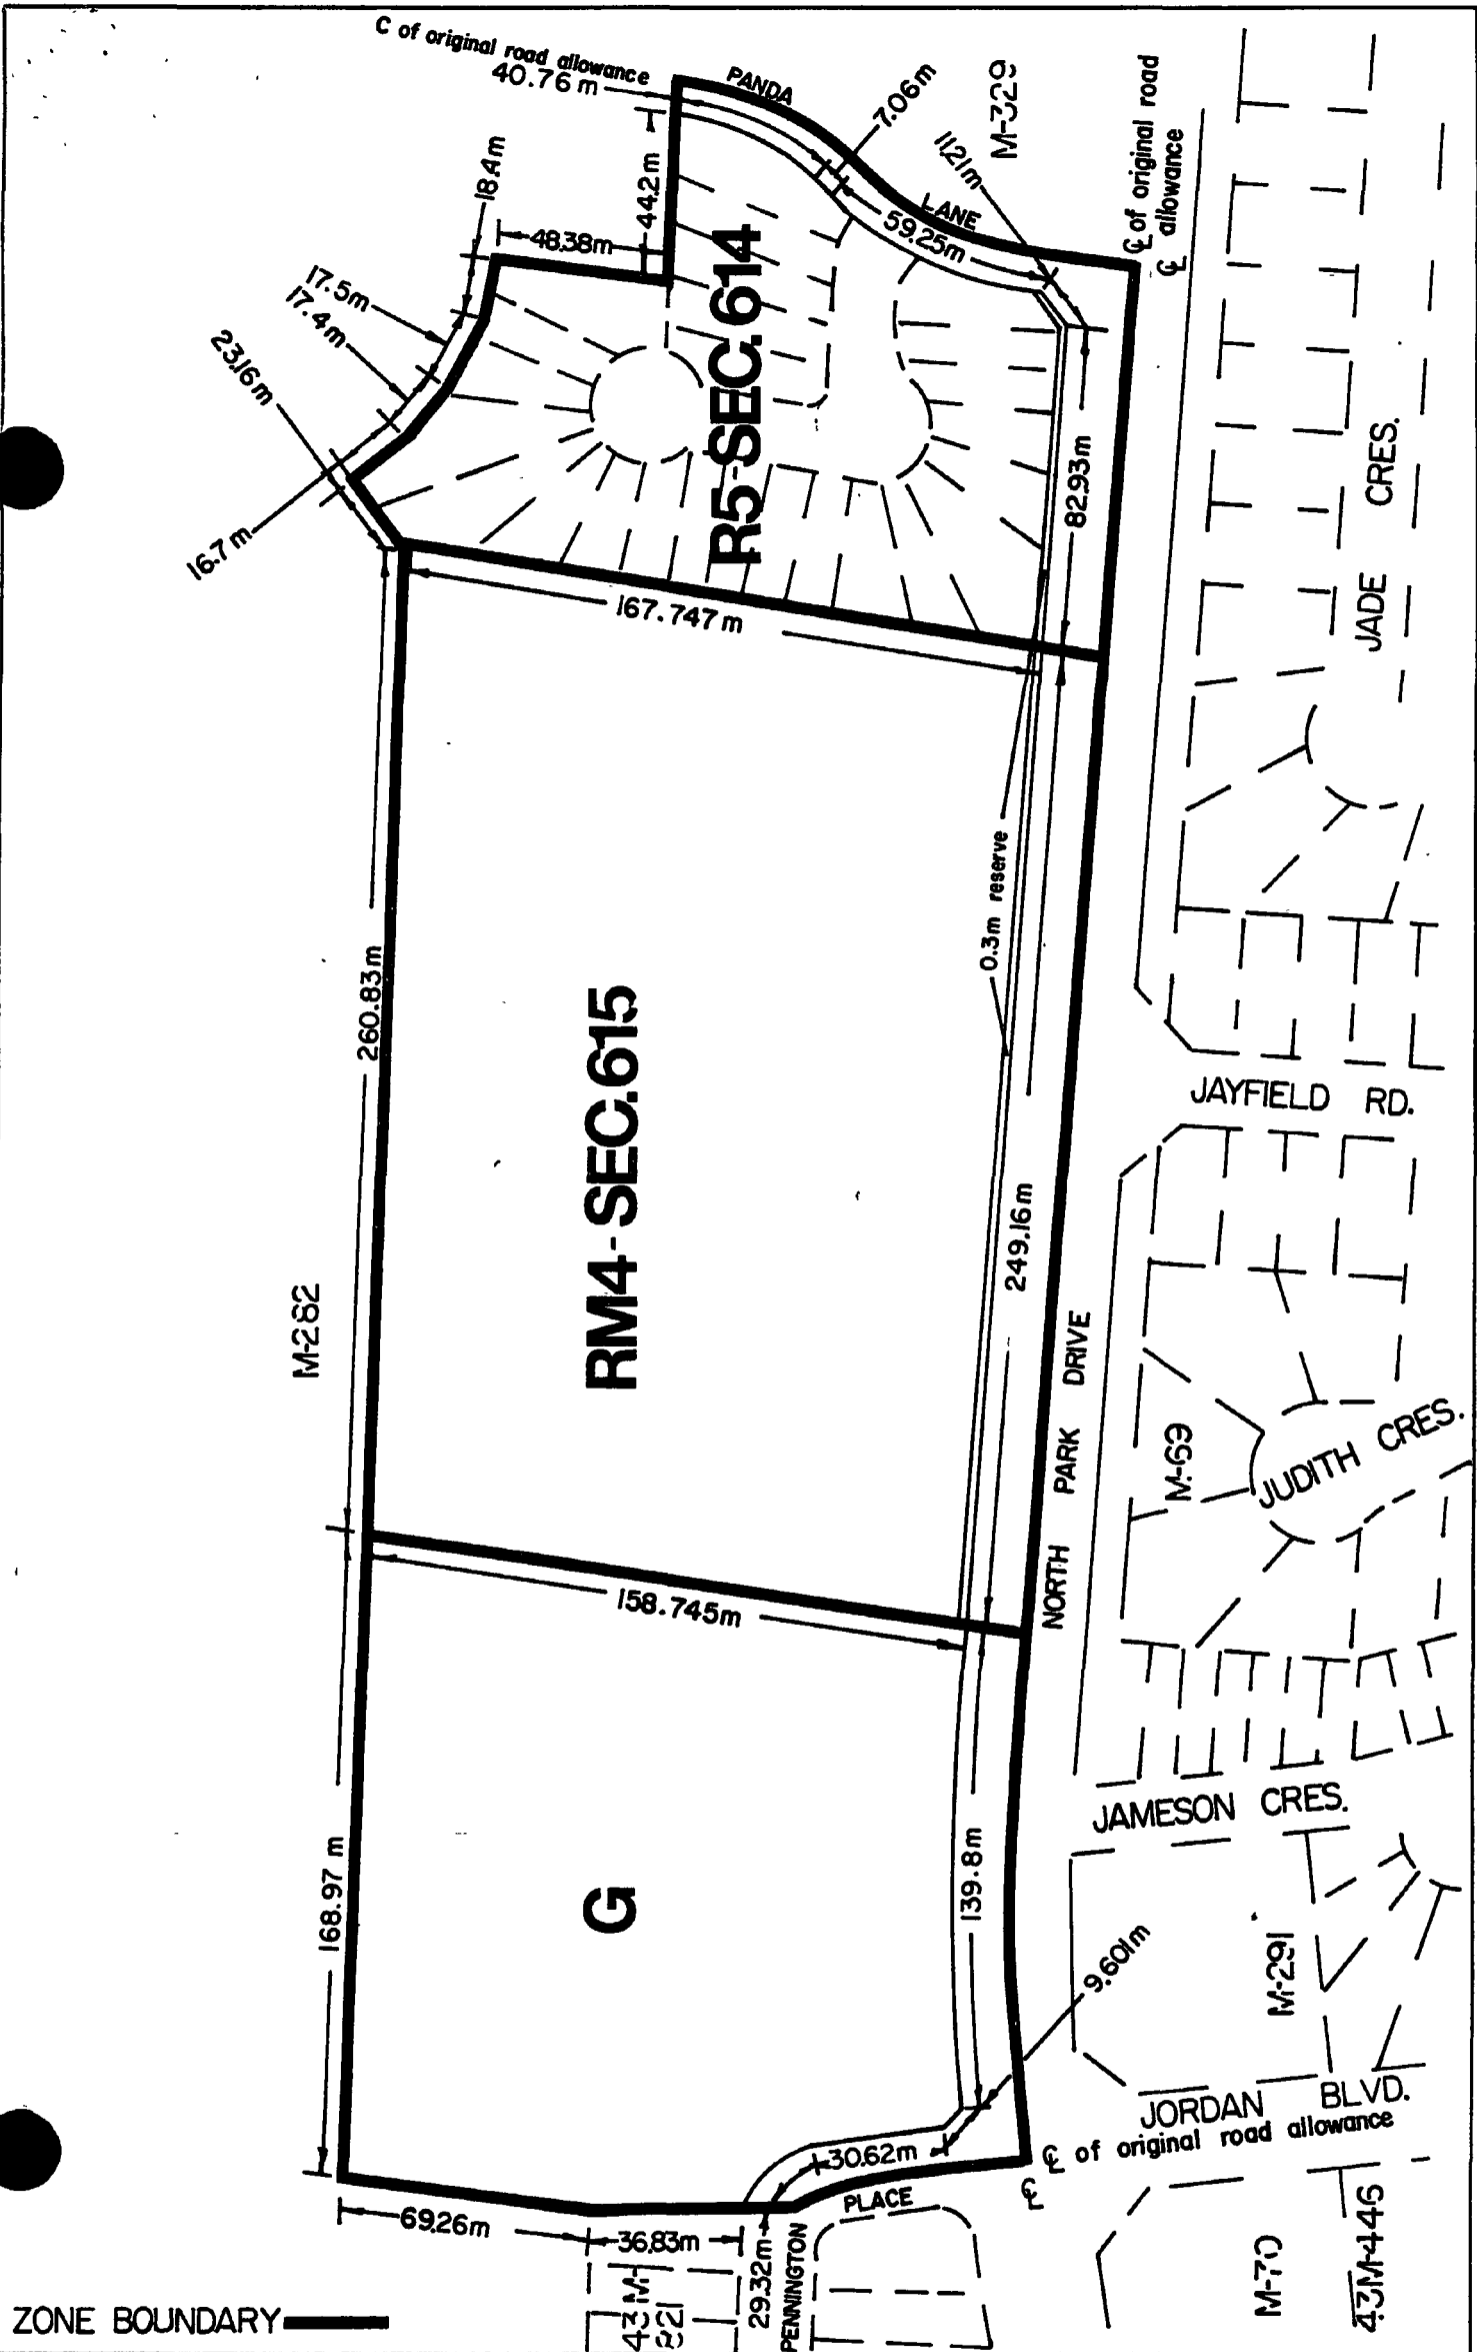 C of original road allowance
40.76 m
PANDA
7.06m
M-329
11.21m
℄ of original road
allowance
℄
18.4m
44.2m
LANE
59.25m
48.38m
17.5m
17.4m
23.16m
16.7 m
R5-SEC.614
82.93m
JADE CRES.
167.747 m
0.3m reserve
260.83m
RM4-SEC.615
JAYFIELD RD.
249.16m
M-282
NORTH PARK DRIVE
M-69
JUDITH CRES.
158.745m
JAMESON CRES.
168.97 m
G
139.8m
9.601m
M-291
JORDAN BLVD.
℄ of original road allowance
℄
30.62m
PLACE
69.26m
36.83m
29.32m
PENNINGTON
43 M-
M-70
43M-446
ZONE BOUNDARY